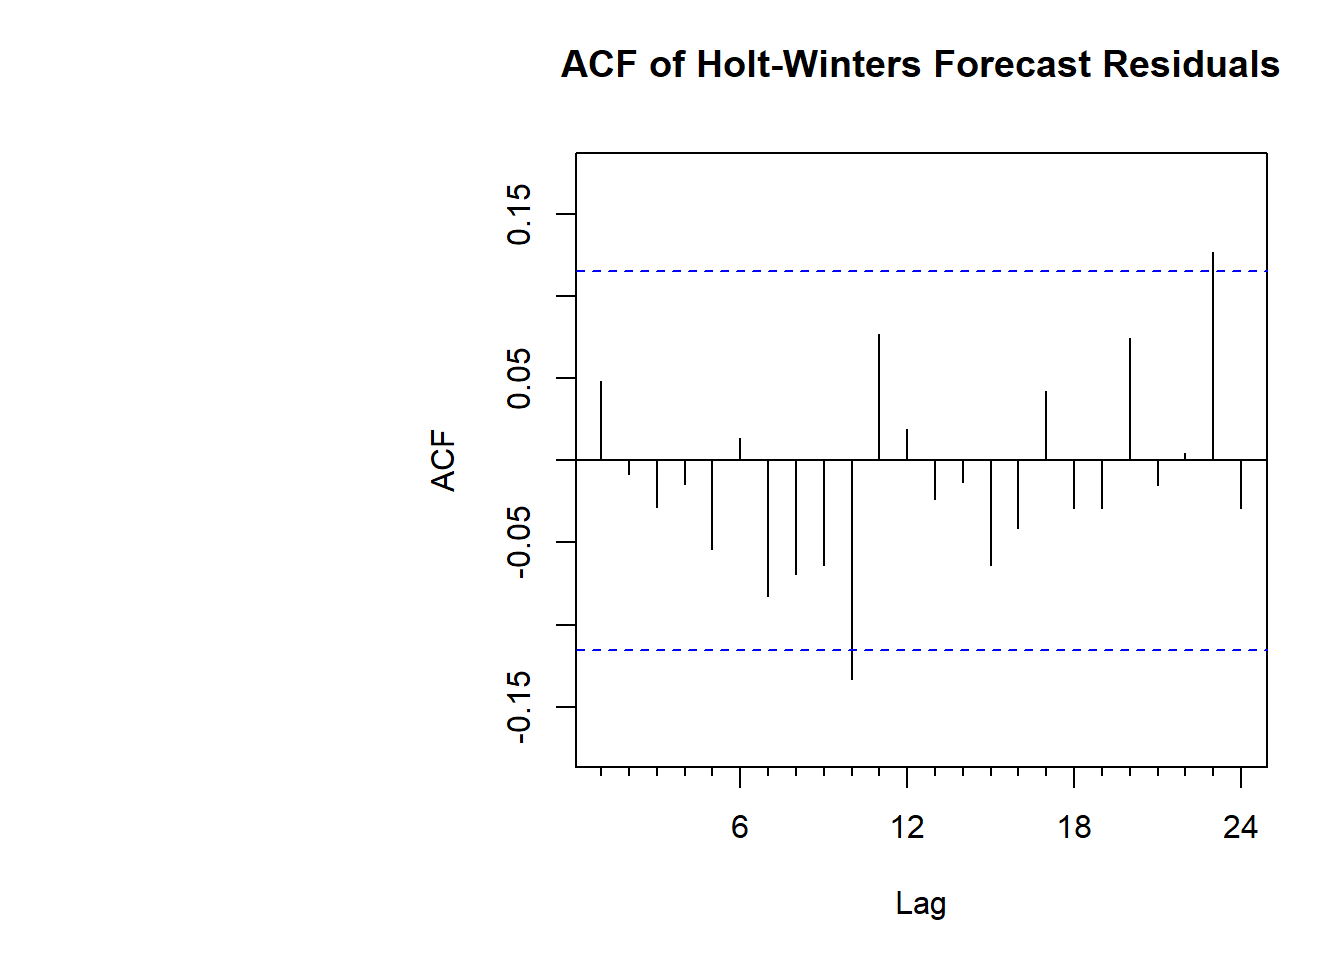 ACF of Holt-Winters Forecast Residuals
0.15
0.05
-0.05
-0.15
ACF
6 12 18 24
Lag